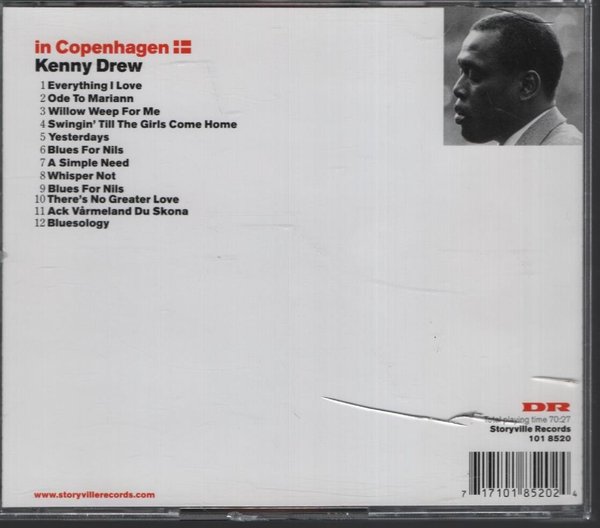 in Copenhagen
Kenny Drew
1 Everything I Love
2 Ode To Mariann
3 Willow Weep For Me
4 Swingin' Till The Girls Come Home
5 Yesterdays
6 Blues For Nils
7 A Simple Need
8 Whisper Not
9 Blues For Nils
10 There's No Greater Love
11 Ack Vårmeland Du Skona
12 Bluesology
DR
Total playing time 70:27
Storyville Records
101 8520
www.storyvillerecords.com
7 17101 85202 4